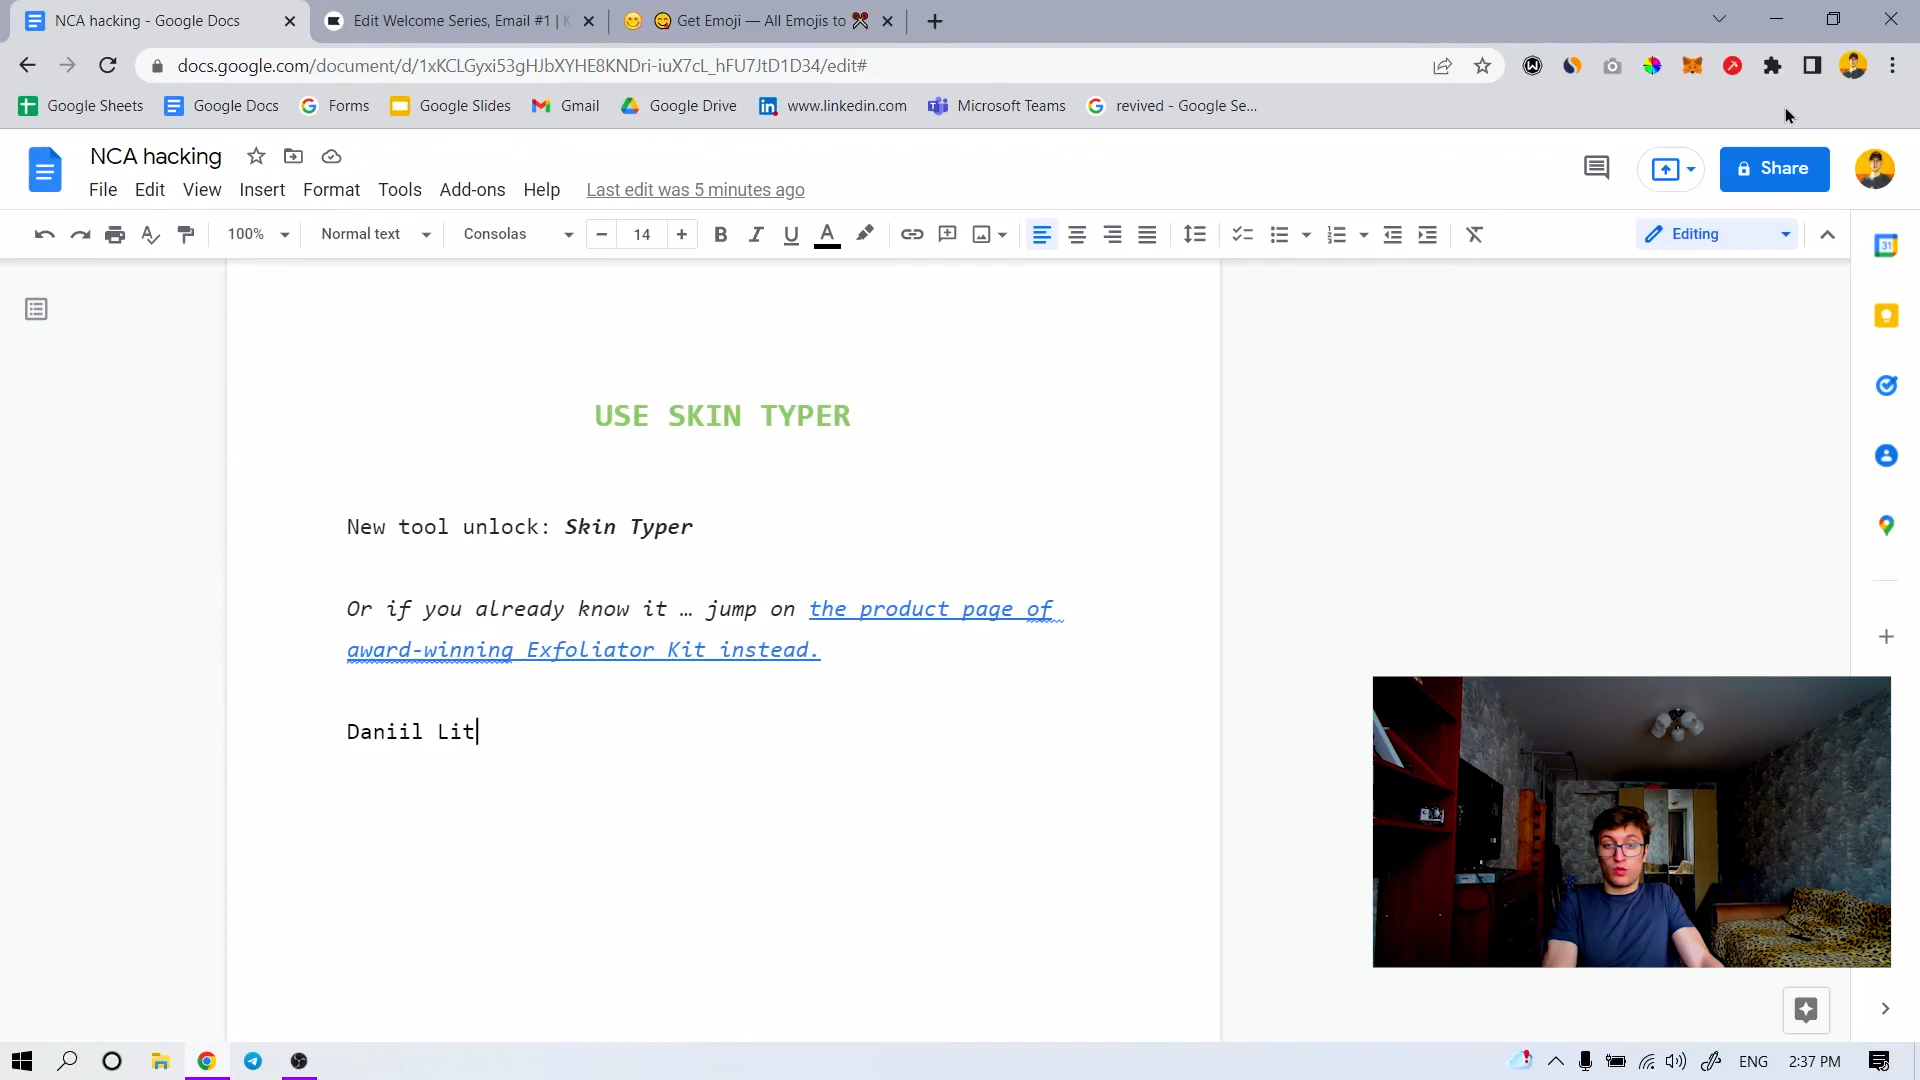 NCA hacking - Google Docs
Edit Welcome Series, Email #1 | K
Get Emoji — All Emojis to
docs.google.com/document/d/1xKCLGyxi53gHJbXYHE8KNDri-iuX7cL_hFU7JtD1D34/edit#
Google Sheets
Google Docs
Forms
Google Slides
Gmail
Google Drive
www.linkedin.com
Microsoft Teams
revived - Google Se...
NCA hacking
Share
File Edit View Insert Format Tools Add-ons Help Last edit was 5 minutes ago
100% Normal text Consolas 14 Editing
31
USE SKIN TYPER
New tool unlock: Skin Typer
Or if you already know it … jump on the product page of
award-winning Exfoliator Kit instead.
Daniil Lit
ENG 2:37 PM